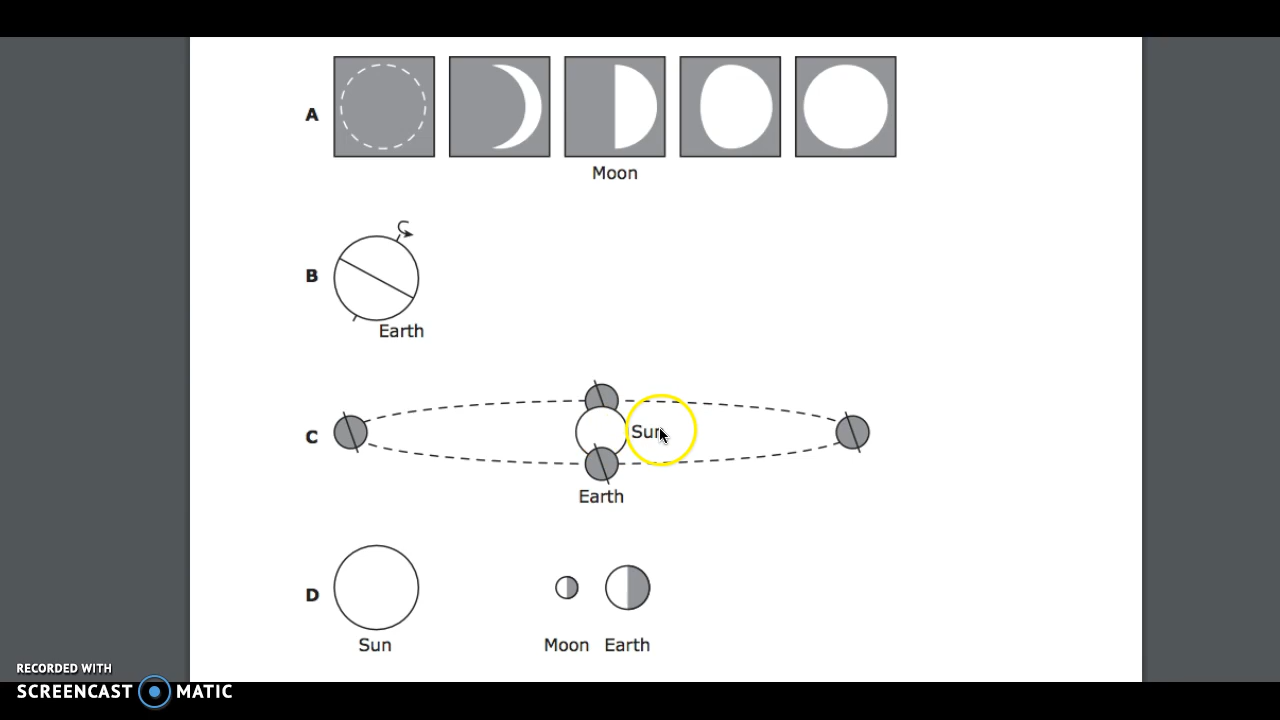 A
Moon
B
Earth
C
Sun
Earth
D
Sun
Moon Earth
RECORDED WITH
SCREENCAST MATIC